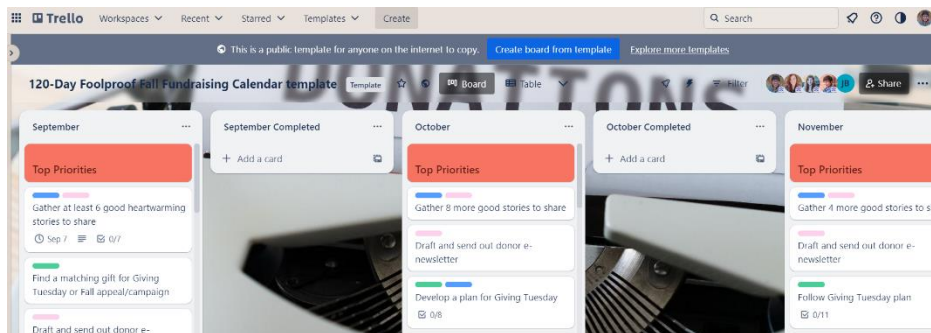 Trello Workspaces Recent Starred Templates Create Search
This is a public template for anyone on the internet to copy. Create board from template Explore more templates
DONATIONS
120-Day Foolproof Fall Fundraising Calendar template Template Board Table Filter JB Share
September
Top Priorities
Gather at least 6 good heartwarming
stories to share
Sep 7 0/7
Find a matching gift for Giving
Tuesday or Fall appeal/campaign
Draft and send out donor e-
September Completed
+ Add a card
October
Top Priorities
Gather 8 more good stories to share
Draft and send out donor e-
newsletter
Develop a plan for Giving Tuesday
0/8
October Completed
+ Add a card
November
Top Priorities
Gather 4 more good stories to s
Draft and send out donor e-
newsletter
Follow Giving Tuesday plan
0/11